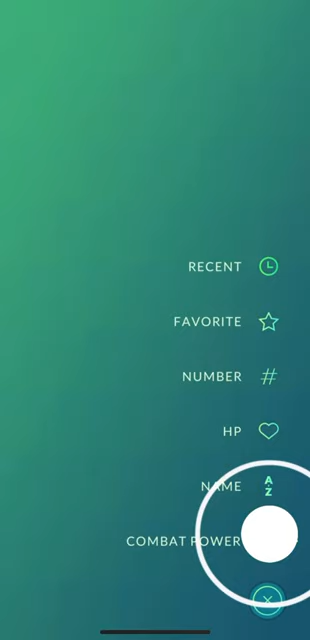 RECENT
FAVORITE
NUMBER
#
HP
NAME
A
Z
COMBAT POWER